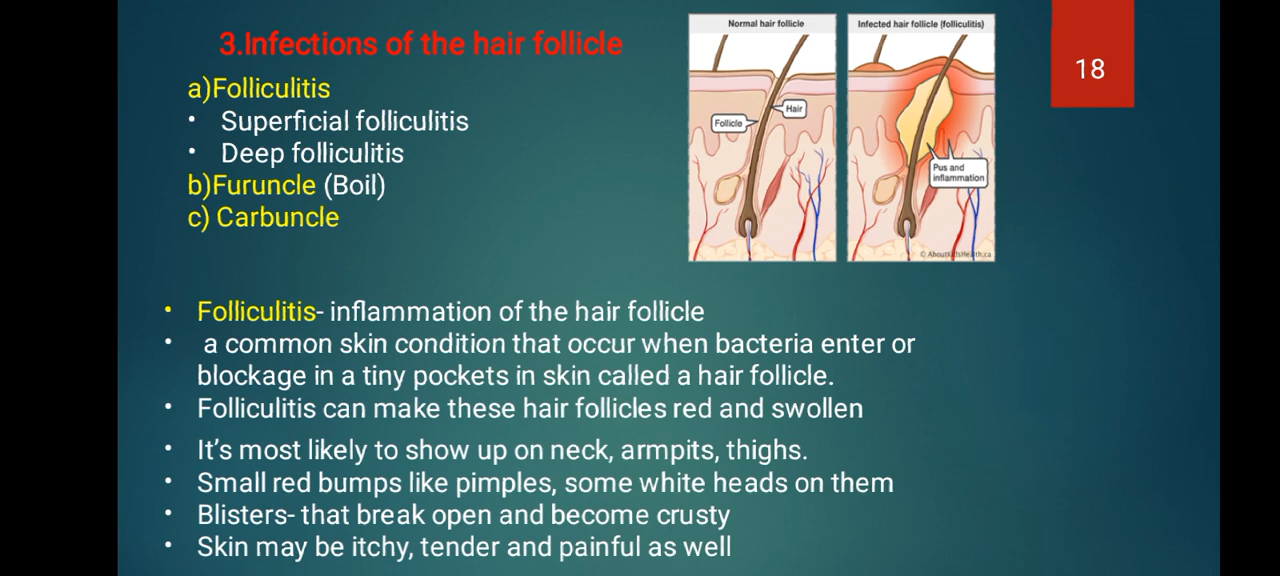 3.Infections of the hair follicle
a)Folliculitis
• Superficial folliculitis
• Deep folliculitis
b)Furuncle (Boil)
c) Carbuncle
Normal hair follicle
Hair
Follicle
Infected hair follicle (folliculitis)
Pus and
inflammation
© AboutKidsHealth.ca
18
• Folliculitis- inflammation of the hair follicle
• a common skin condition that occur when bacteria enter or
blockage in a tiny pockets in skin called a hair follicle.
• Folliculitis can make these hair follicles red and swollen
• It’s most likely to show up on neck, armpits, thighs.
• Small red bumps like pimples, some white heads on them
• Blisters- that break open and become crusty
• Skin may be itchy, tender and painful as well